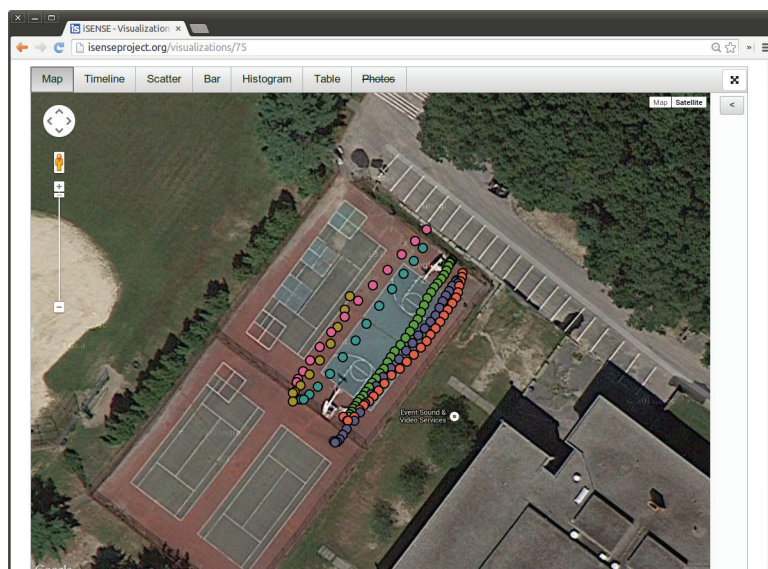 iSENSE - Visualization
isenseproject.org/visualizations/75
Map Timeline Scatter Bar Histogram Table Photos
Map Satellite
<
Event Sound &
Video Services
Google